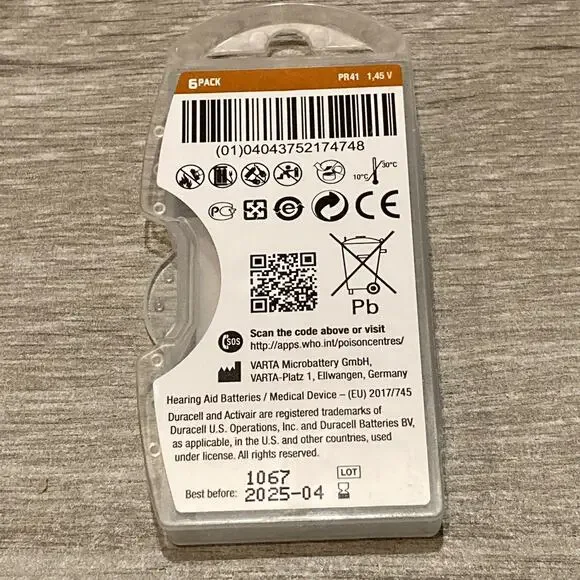 6PACK PR41 1,45 V
(01)04043752174748
10°C 30°C
PC CE
Pb
SOS Scan the code above or visit
http://apps.who.int/poisoncentres/
VARTA Microbattery GmbH,
VARTA-Platz 1, Ellwangen, Germany
Hearing Aid Batteries / Medical Device - (EU) 2017/745
Duracell and Activair are registered trademarks of
Duracell U.S. Operations, Inc. and Duracell Batteries BV,
as applicable, in the U.S. and other countries, used
under license. All rights reserved.
1067 LOT
Best before: 2025-04